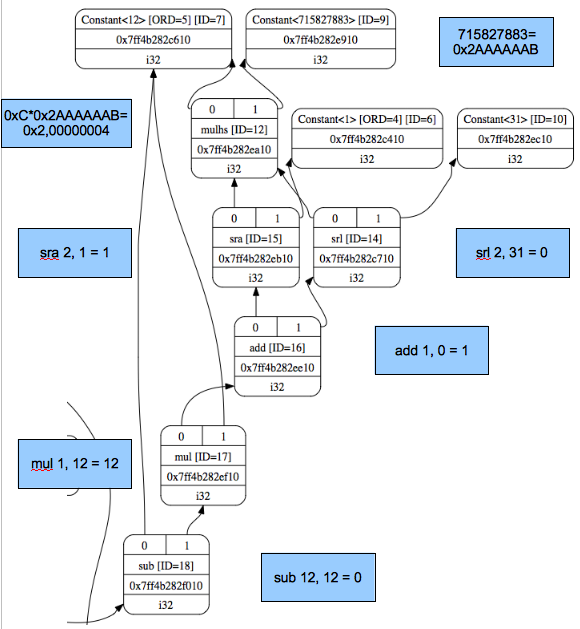 Constant<12> [ORD=5] [ID=7]
0x7ff4b282c610
i32
Constant<715827883> [ID=9]
0x7ff4b282e910
i32
715827883=
0x2AAAAAAB
0xC*0x2AAAAAAB=
0x2,00000004
0 1
mulhs [ID=12]
0x7ff4b282ea10
i32
Constant<1> [ORD=4] [ID=6]
0x7ff4b282c410
i32
Constant<31> [ID=10]
0x7ff4b282ec10
i32
sra 2, 1 = 1
0 1
sra [ID=15]
0x7ff4b282eb10
i32
0 1
srl [ID=14]
0x7ff4b282c710
i32
srl 2, 31 = 0
0 1
add [ID=16]
0x7ff4b282ee10
i32
add 1, 0 = 1
mul 1, 12 = 12
0 1
mul [ID=17]
0x7ff4b282ef10
i32
0 1
sub [ID=18]
0x7ff4b282f010
i32
sub 12, 12 = 0